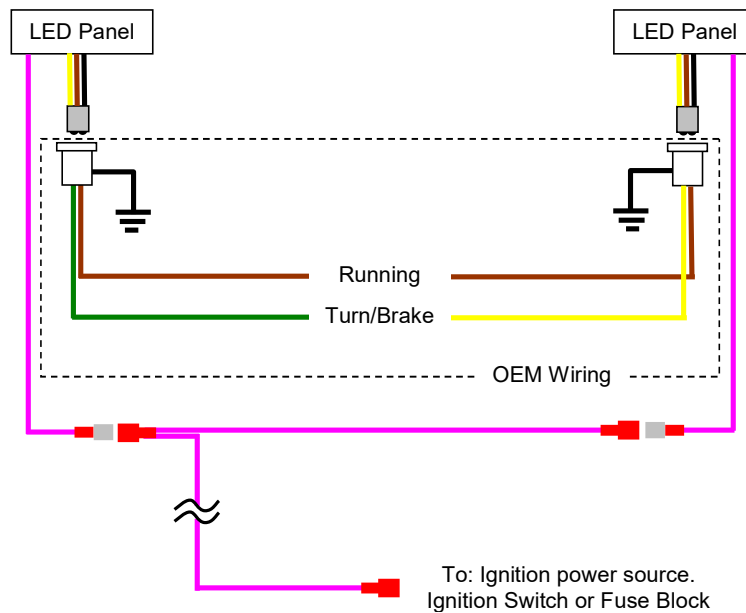 LED Panel
LED Panel
Running
Turn/Brake
OEM Wiring
To: Ignition power source.
Ignition Switch or Fuse Block